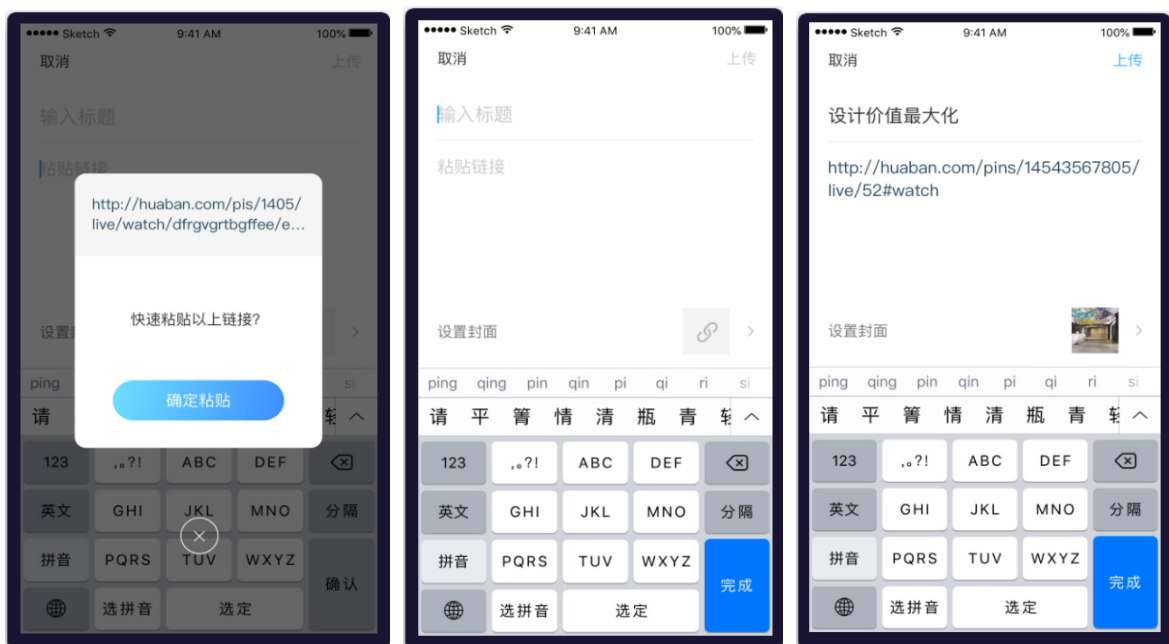 Sketch 9:41 AM 100%
取消 上传
输入标题
粘贴链接
http://huaban.com/pis/1405/
live/watch/dfrgvgrtbgffee/e...
快速粘贴以上链接?
设置
确定粘贴
ping si
请 轻
123 ,。?! ABC DEF
英文 GHI JKL MNO 分隔
拼音 PQRS TUV WXYZ
确认
选拼音 选定
Sketch 9:41 AM 100%
取消 上传
输入标题
粘贴链接
设置封面
ping qing pin qin pi qi ri si
请 平 箐 情 清 瓶 青 轻
123 ,。?! ABC DEF
英文 GHI JKL MNO 分隔
拼音 PQRS TUV WXYZ
完成
选拼音 选定
Sketch 9:41 AM 100%
取消 上传
设计价值最大化
http://huaban.com/pins/14543567805/
live/52#watch
设置封面
ping qing pin qin pi qi ri si
请 平 箐 情 清 瓶 青 轻
123 ,。?! ABC DEF
英文 GHI JKL MNO 分隔
拼音 PQRS TUV WXYZ
完成
选拼音 选定